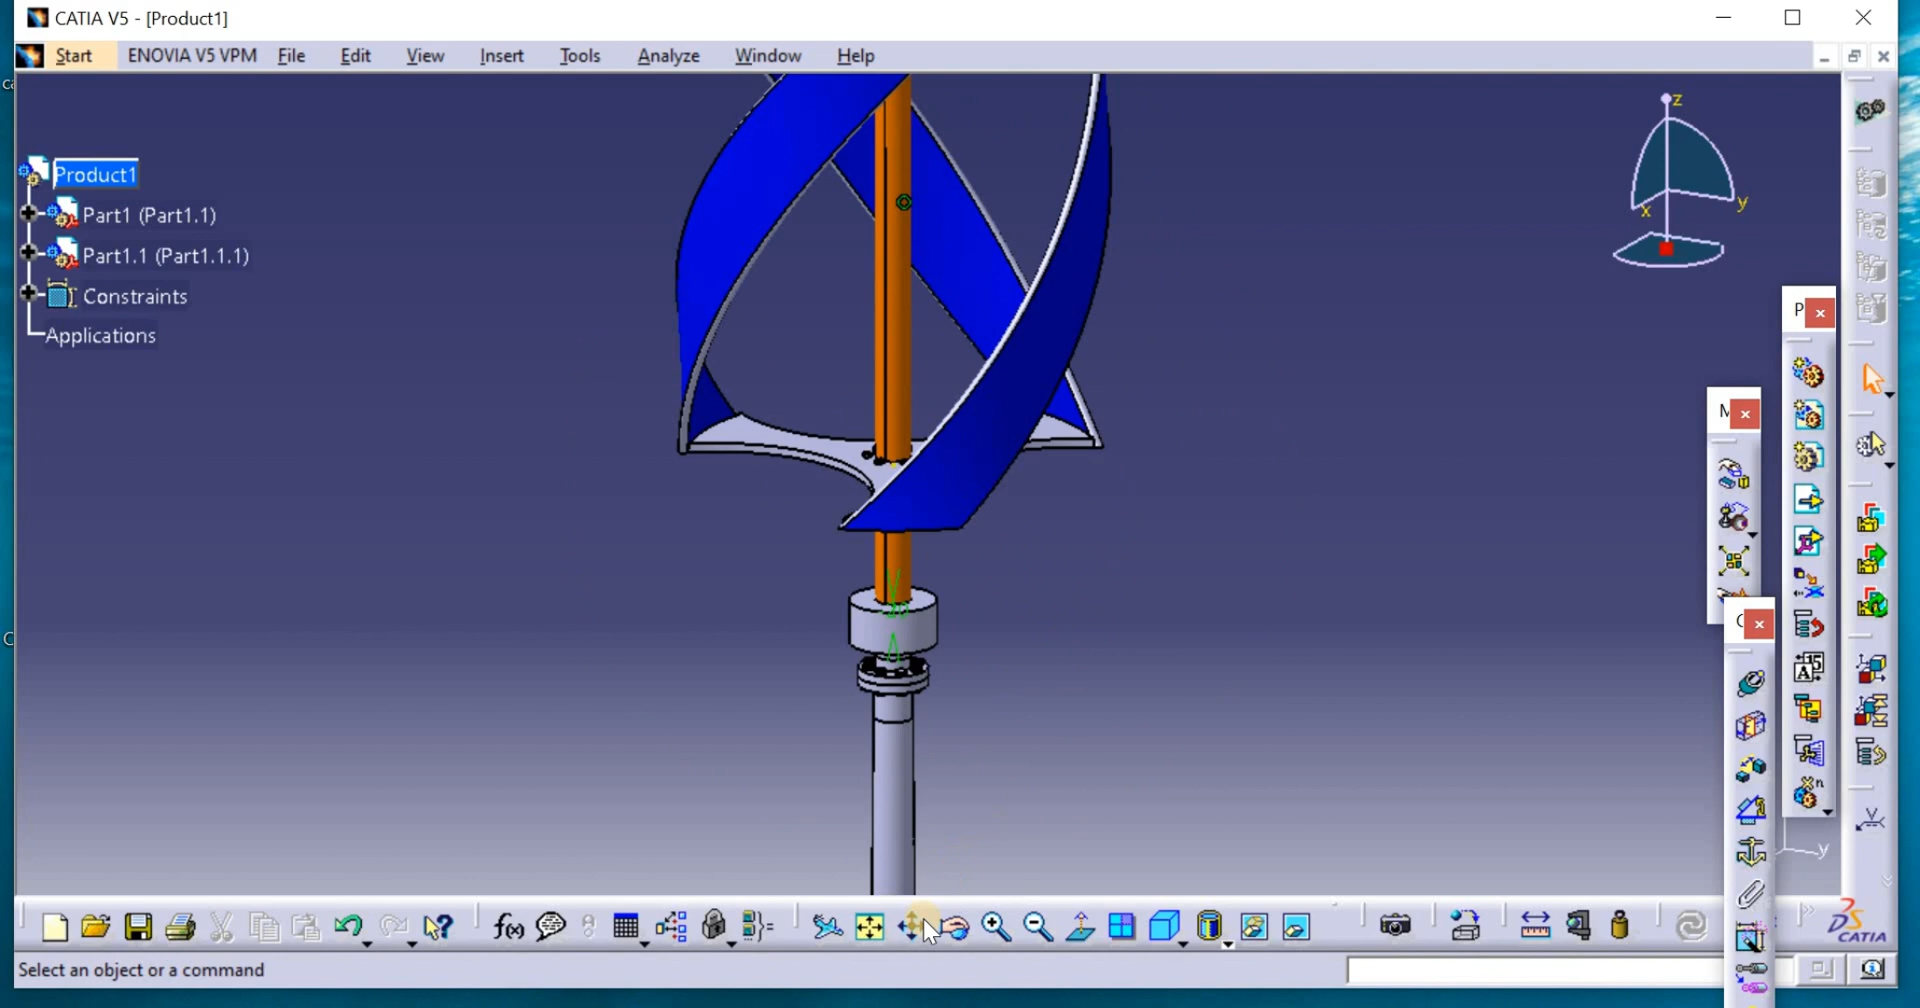 CATIA V5 - [Product1]
Start ENOVIA V5 VPM File Edit View Insert Tools Analyze Window Help
Product1
Part1 (Part1.1)
Part1.1 (Part1.1.1)
Constraints
Applications
z
x
y
P
M
C
A
15
y
f(x)
CATIA
Select an object or a command